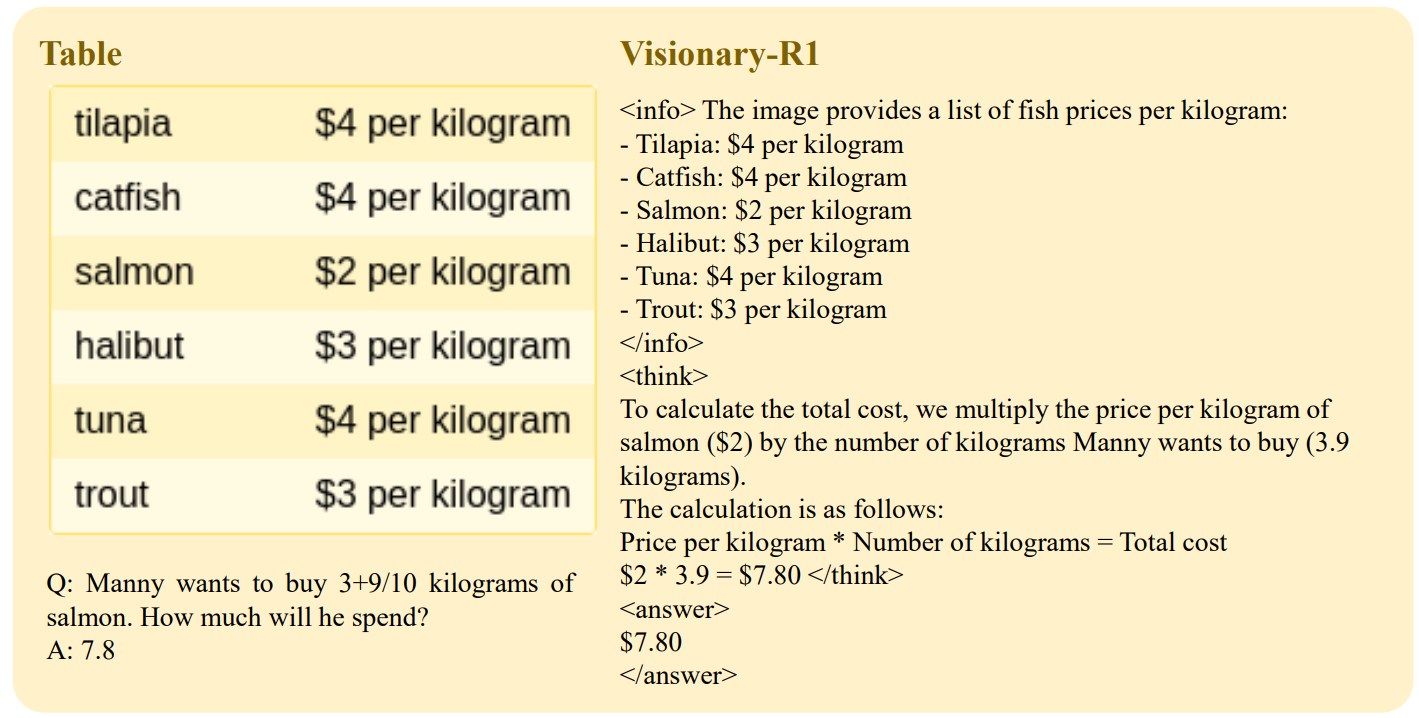 Table
tilapia $4 per kilogram
catfish $4 per kilogram
salmon $2 per kilogram
halibut $3 per kilogram
tuna $4 per kilogram
trout $3 per kilogram
Q: Manny wants to buy 3+9/10 kilograms of
salmon. How much will he spend?
A: 7.8
Visionary-R1
<info> The image provides a list of fish prices per kilogram:
- Tilapia: $4 per kilogram
- Catfish: $4 per kilogram
- Salmon: $2 per kilogram
- Halibut: $3 per kilogram
- Tuna: $4 per kilogram
- Trout: $3 per kilogram
</info>
<think>
To calculate the total cost, we multiply the price per kilogram of
salmon ($2) by the number of kilograms Manny wants to buy (3.9
kilograms).
The calculation is as follows:
Price per kilogram * Number of kilograms = Total cost
$2 * 3.9 = $7.80 </think>
<answer>
$7.80
</answer>